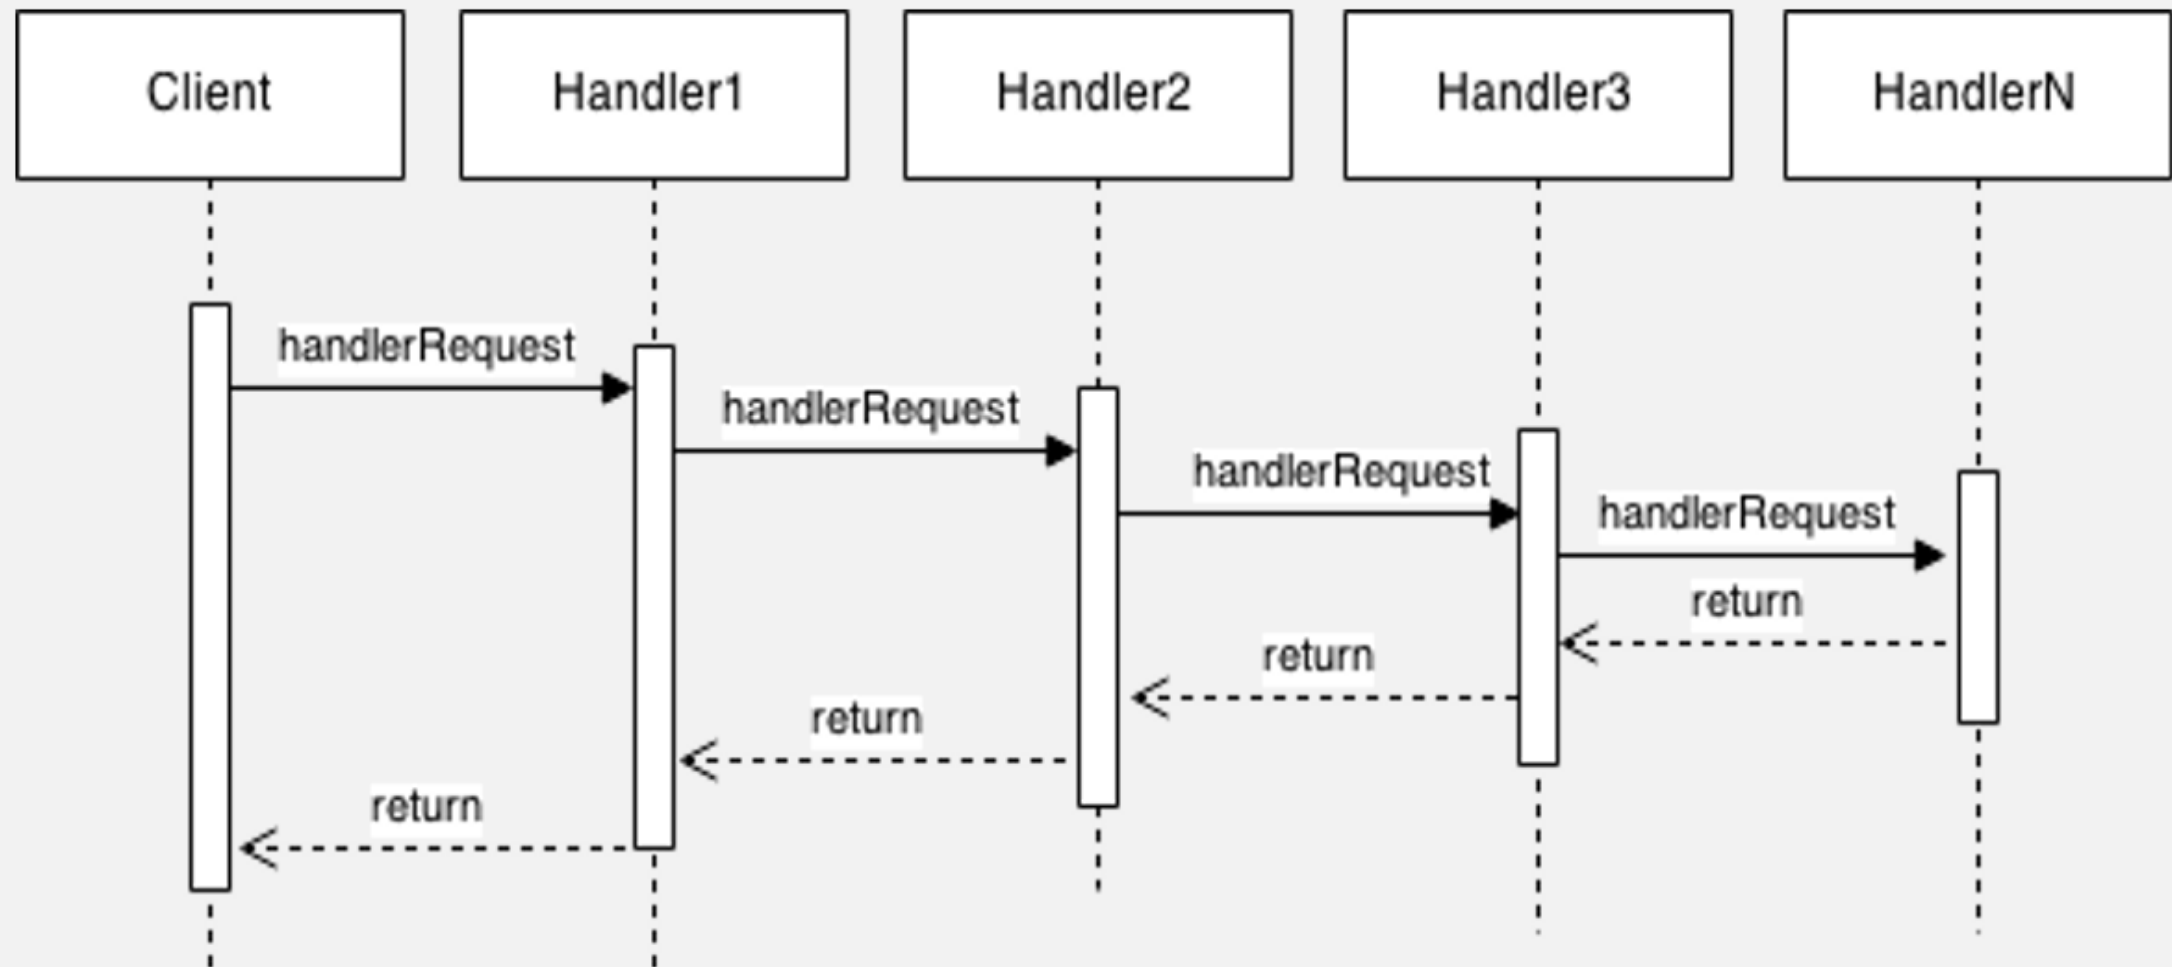 Client
Handler1
Handler2
Handler3
HandlerN
handlerRequest
handlerRequest
handlerRequest
handlerRequest
return
return
return
return